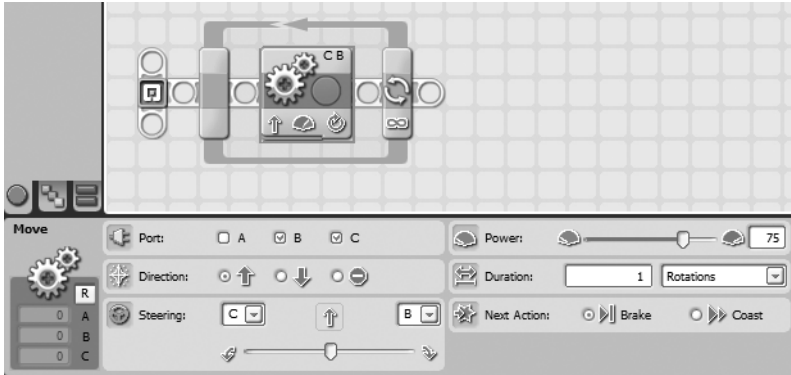 C B
Move
Port: A B C
Power: 75
Direction:
Duration: 1 Rotations
R
Steering: C B
Next Action: Brake Coast
0 A
0 B
0 C